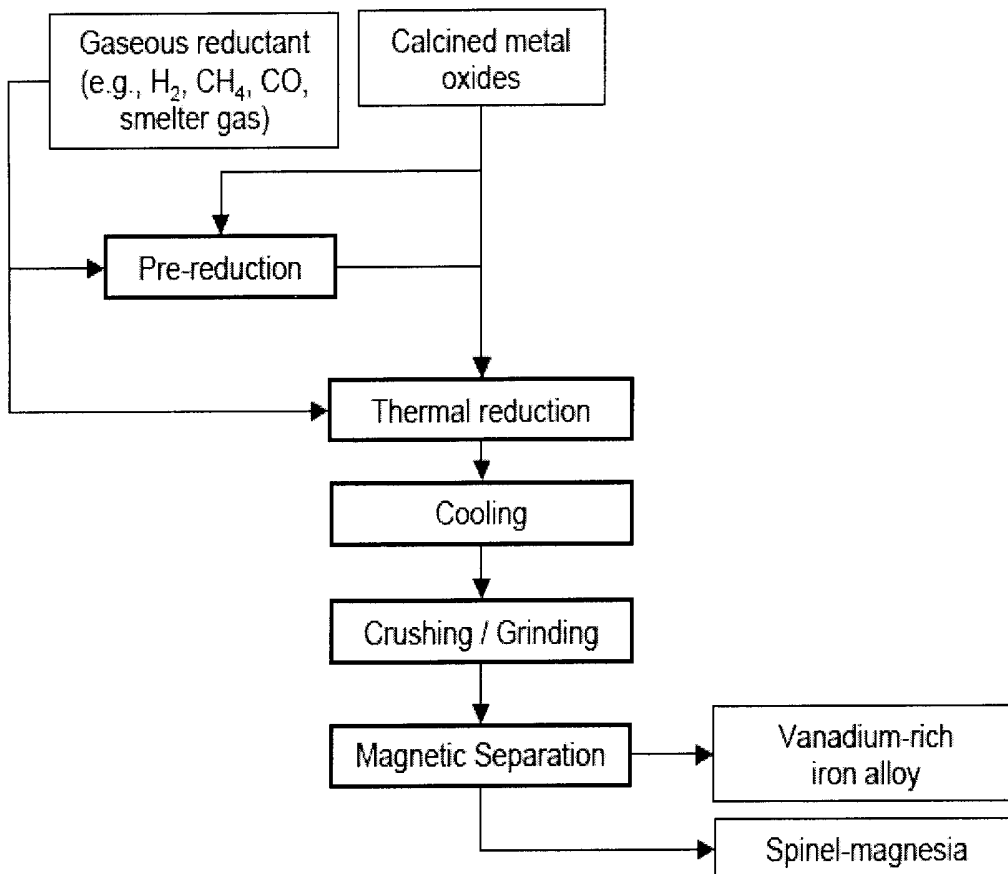 Gaseous reductant
(e.g., H₂, CH₄, CO,
smelter gas)
Calcined metal
oxides
Pre-reduction
Thermal reduction
Cooling
Crushing / Grinding
Magnetic Separation
Vanadium-rich
iron alloy
Spinel-magnesia